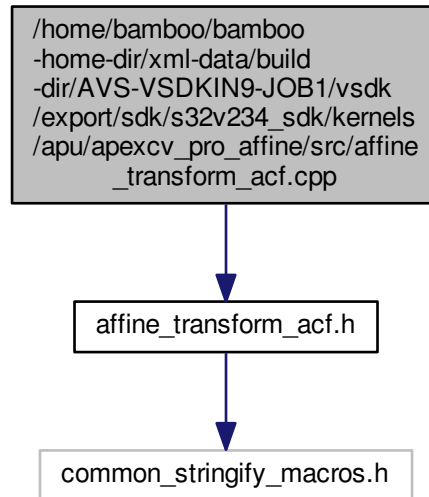 /home/bamboo/bamboo
-home-dir/xml-data/build
-dir/AVS-VSDKIN9-JOB1/vsdk
/export/sdk/s32v234_sdk/kernels
/apu/apexcv_pro_affine/src/affine
_transform_acf.cpp
affine_transform_acf.h
common_stringify_macros.h